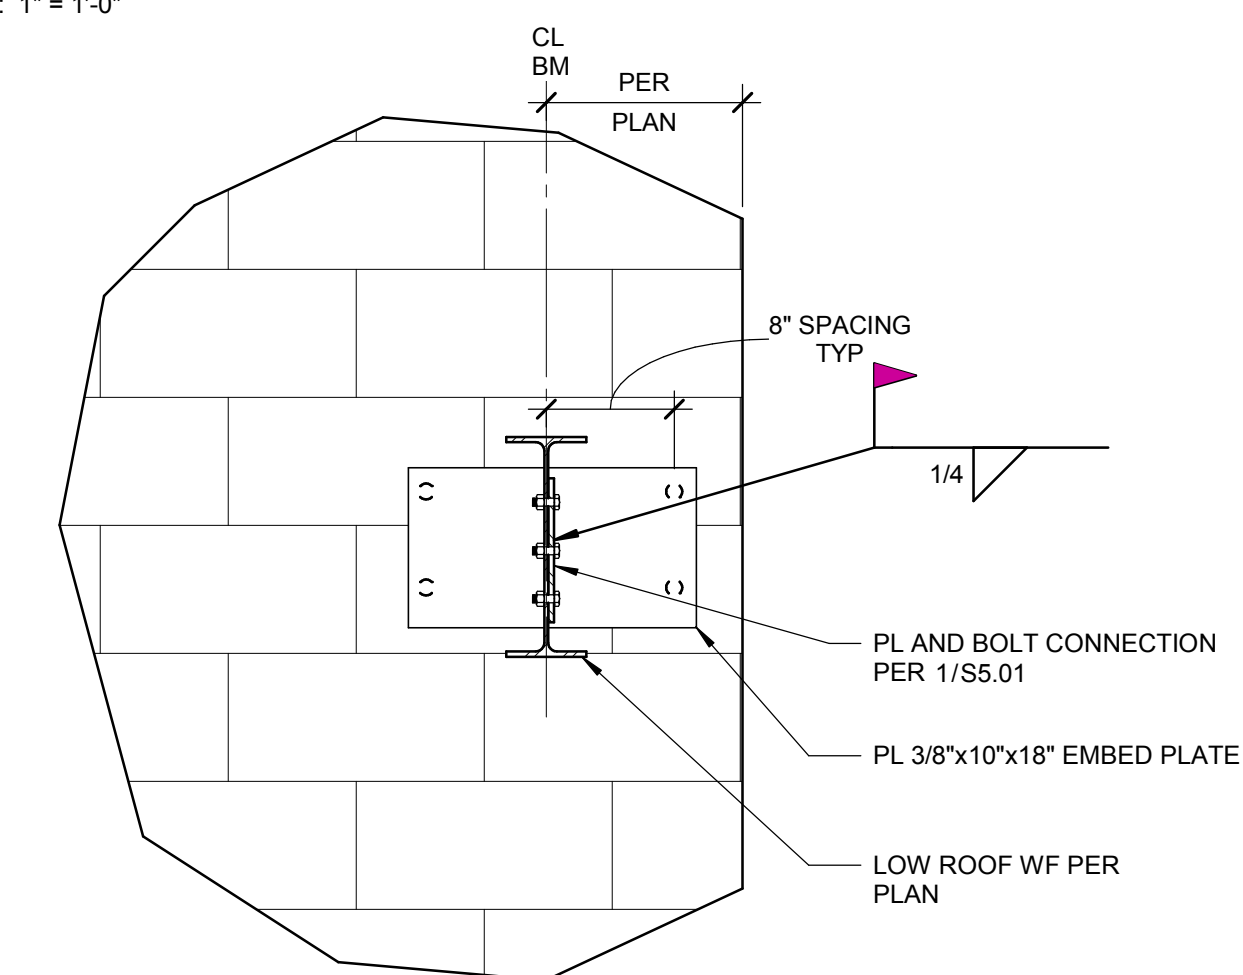 : 1" = 1'-0"
CL
BM
PER
PLAN
8" SPACING
TYP
1/4
PL AND BOLT CONNECTION
PER 1/S5.01
PL 3/8"x10"x18" EMBED PLATE
LOW ROOF WF PER
PLAN